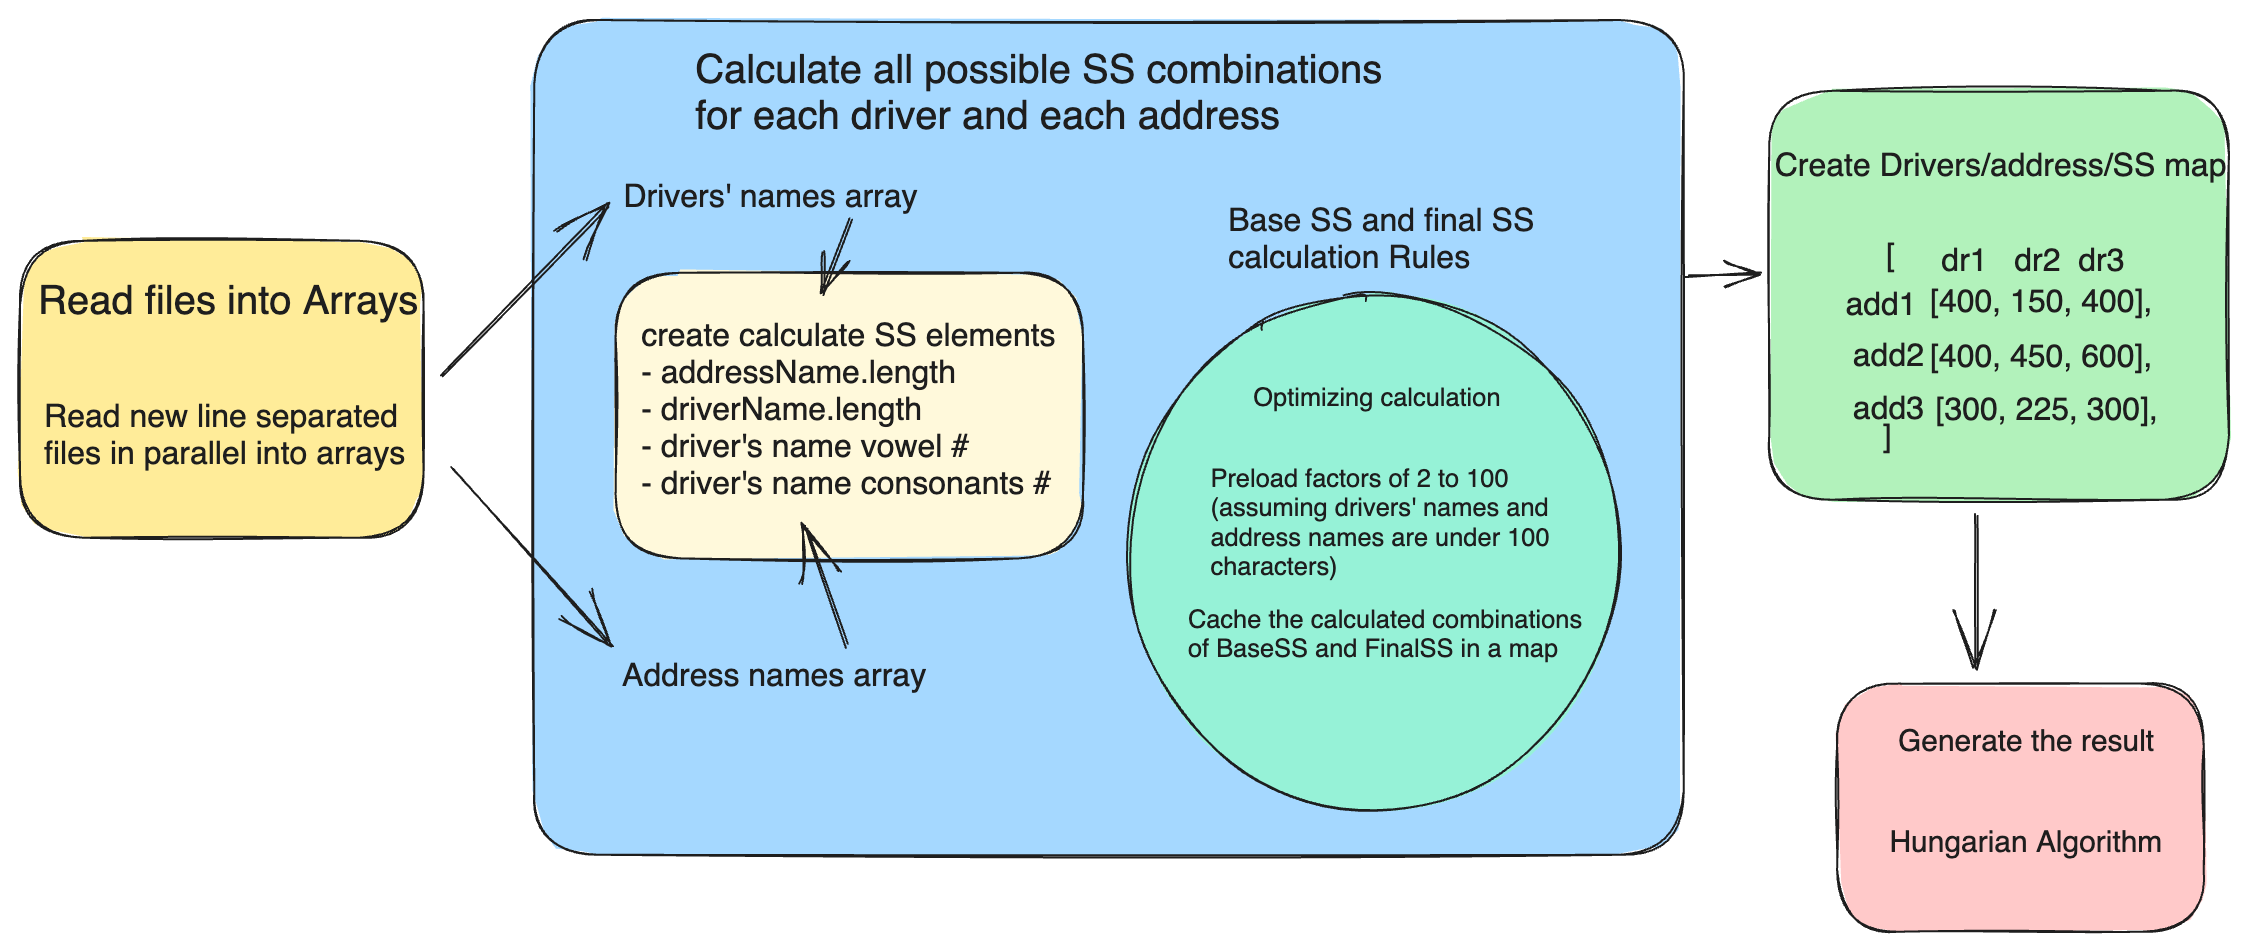 Read files into Arrays
Read new line separated
files in parallel into arrays
Calculate all possible SS combinations
for each driver and each address
Drivers' names array
create calculate SS elements
- addressName.length
- driverName.length
- driver's name vowel #
- driver's name consonants #
Address names array
Base SS and final SS
calculation Rules
Optimizing calculation
Preload factors of 2 to 100
(assuming drivers' names and
address names are under 100
characters)
Cache the calculated combinations
of BaseSS and FinalSS in a map
Create Drivers/address/SS map
[ dr1 dr2 dr3
add1 [400, 150, 400],
add2 [400, 450, 600],
add3 [300, 225, 300],
]
Generate the result
Hungarian Algorithm